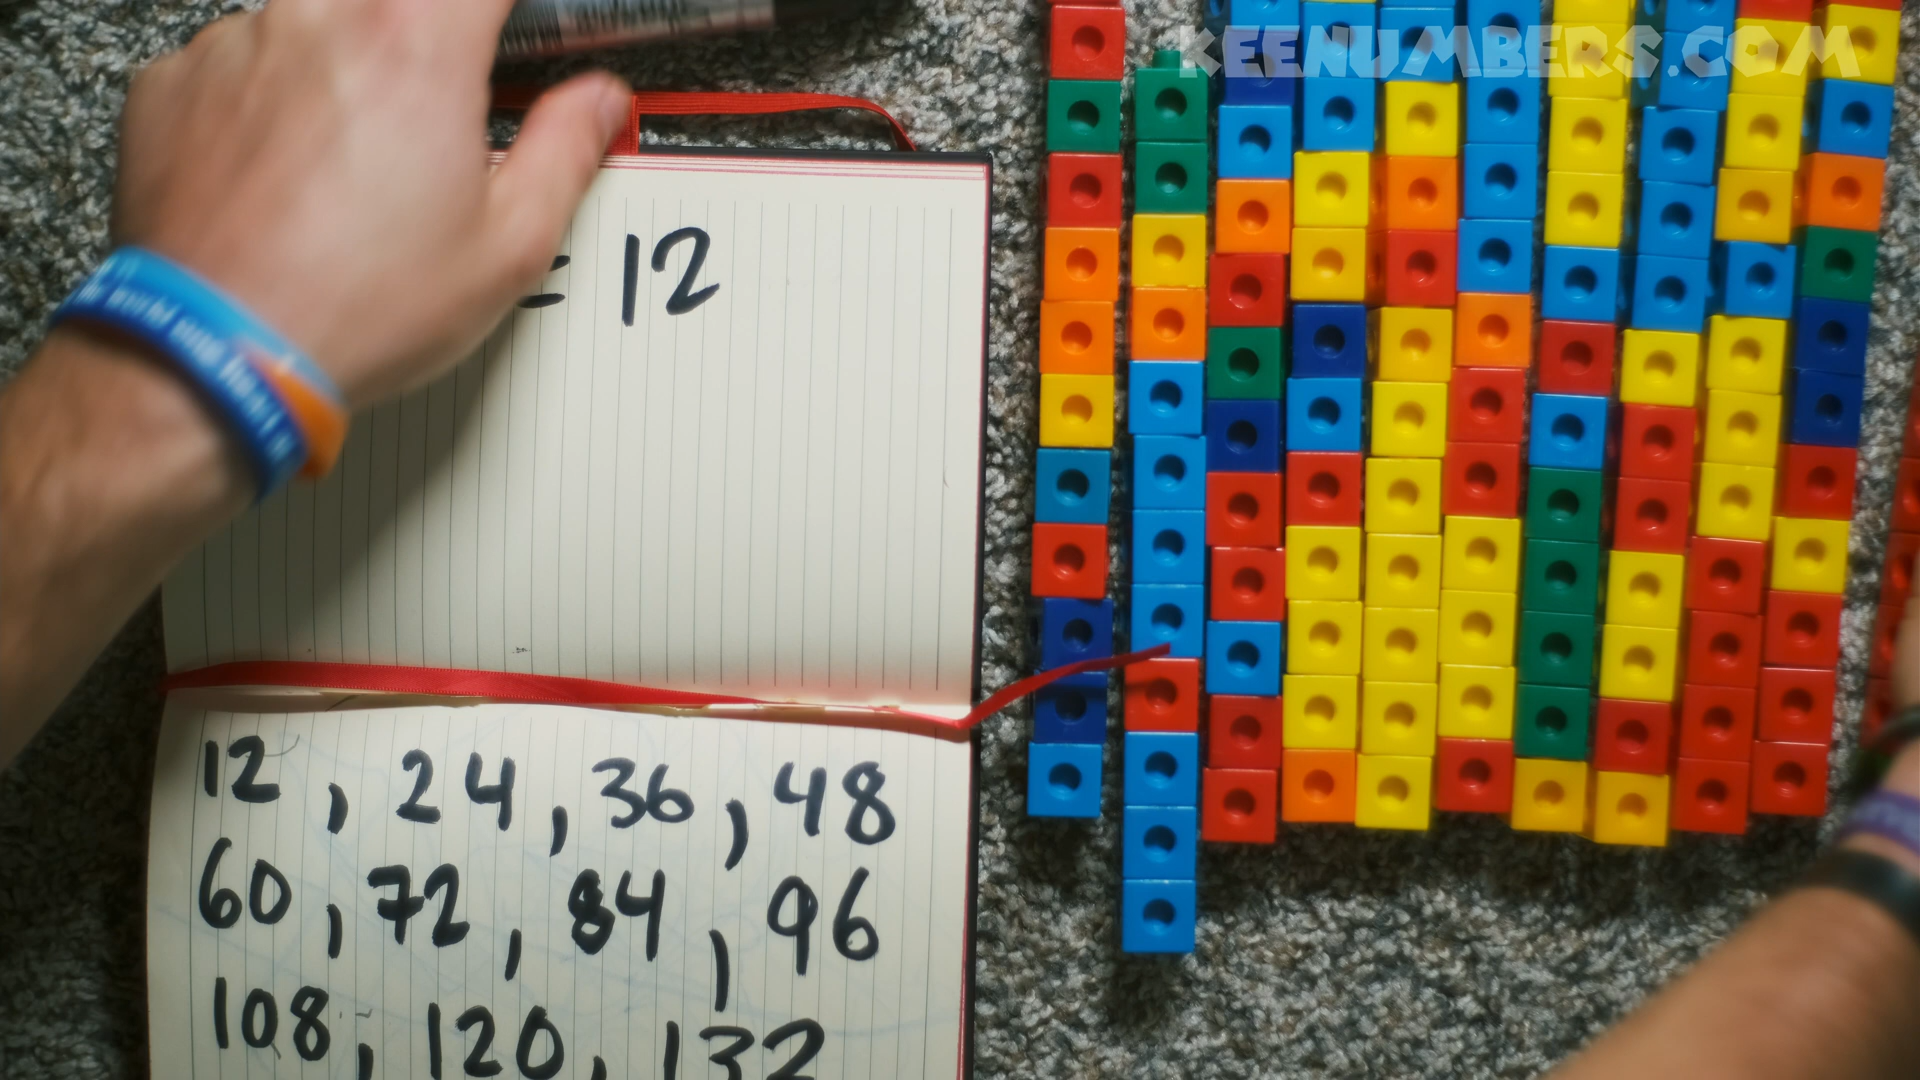 KEENUMBERS.COM
= 12
12, 24, 36, 48
60, 72, 84, 96
108, 120, 132